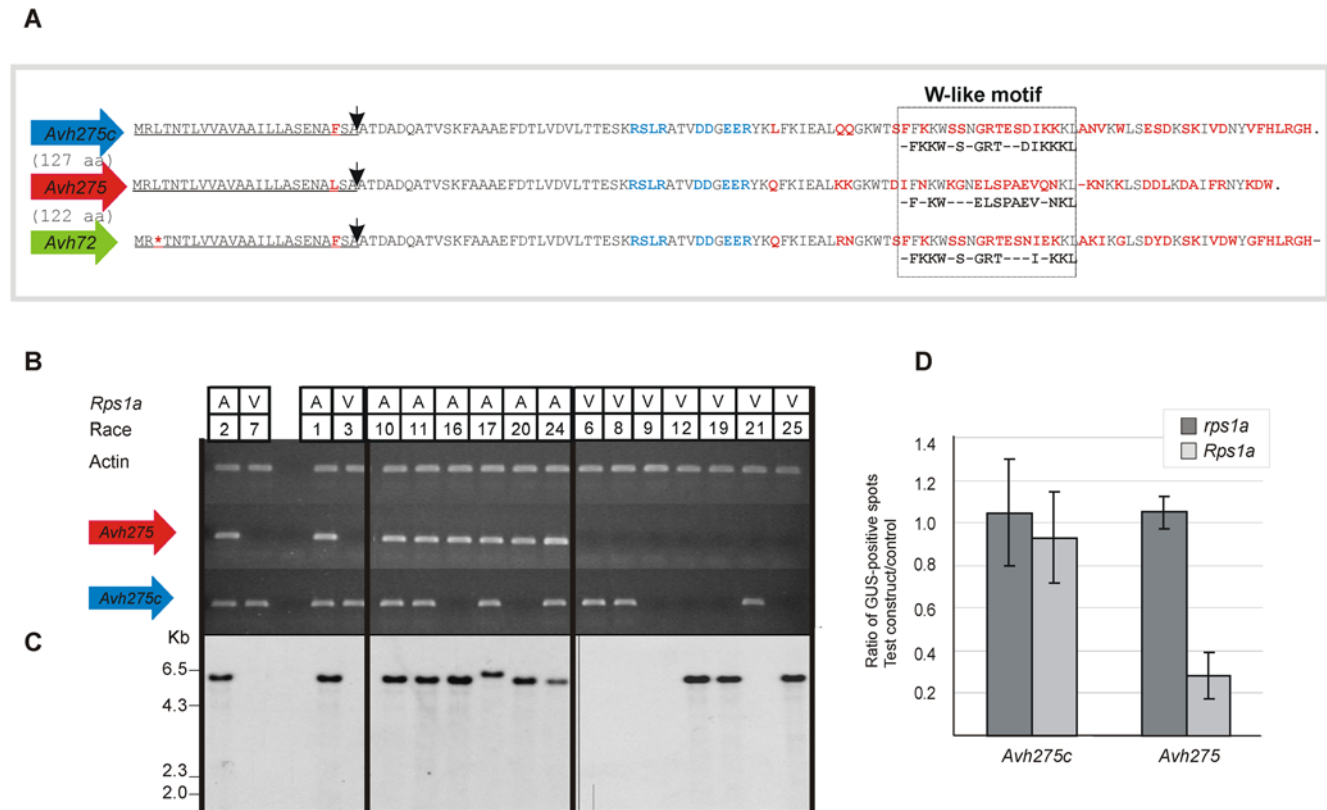 A
W-like motif
Avh275c MRLTNTLVVAVAAILLASENAFSAATDADQATVSKFAAAEFDTLVDVLTTESKRSLRATVDDGEERYKLFKIEALQQGKWTSFFKKWSSNGRTESDIKKKLANVKWLSESDKSKIVDNYVFHLRGH.
-FKKW-S-GRT--DIKKKL
(127 aa)
Avh275 MRLTNTLVVAVAAILLASENALSAATDADQATVSKFAAAEFDTLVDVLTTESKRSLRATVDDGEERYKQFKIEALKKGKWTDIFNKWKGNELSPAEVQNKL-KNKKLSDDLKDAIFRNYKDW.
-F-KW---ELSPAEV-NKL
(122 aa)
Avh72 MR*TNTLVVAVAAILLASENAFSAATDADQATVSKFAAAEFDTLVDVLTTESKRSLRATVDDGEERYKQFKIEALRNGKWTSFFKKWSSNGRTESNIEKKLAKIKGLSDYDKSKIVDWYGFHLRGH-
-FKKW-S-GRT---I-KKL
B
Rps1a A V A V A A A A A A V V V V V V V
Race 2 7 1 3 10 11 16 17 20 24 6 8 9 12 19 21 25
Actin
Avh275
Avh275c
C
Kb
6.5
4.3
2.3
2.0
D
rps1a
Rps1a
Ratio of GUS-positive spots
Test construct/control
1.4
1.2
1.0
0.8
0.6
0.4
0.2
Avh275c Avh275